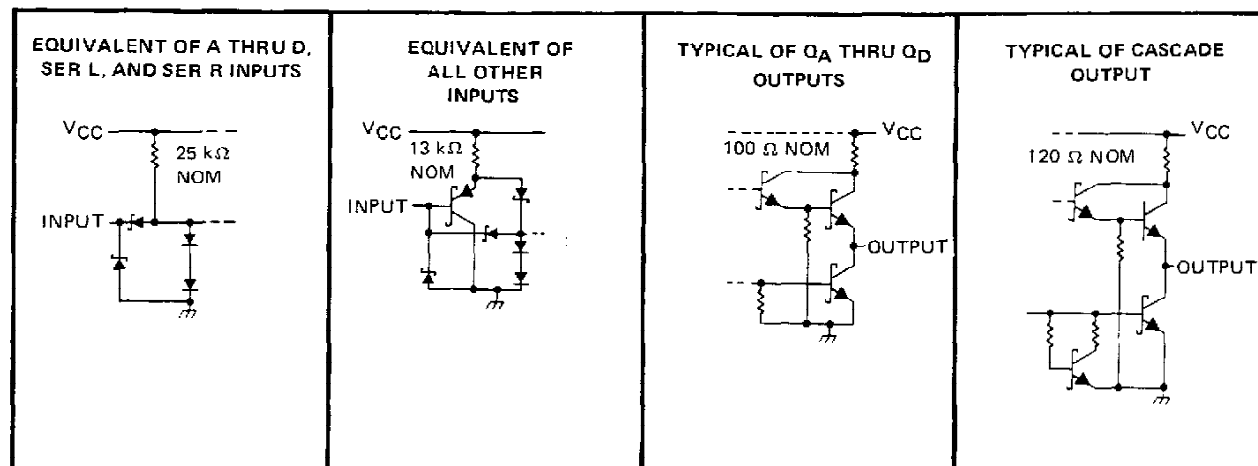 EQUIVALENT OF A THRU D,
SER L, AND SER R INPUTS
VCC
25 kΩ
NOM
INPUT
EQUIVALENT OF
ALL OTHER
INPUTS
VCC
13 kΩ
NOM
INPUT
TYPICAL OF QA THRU QD
OUTPUTS
VCC
100 Ω NOM
OUTPUT
TYPICAL OF CASCADE
OUTPUT
VCC
120 Ω NOM
OUTPUT